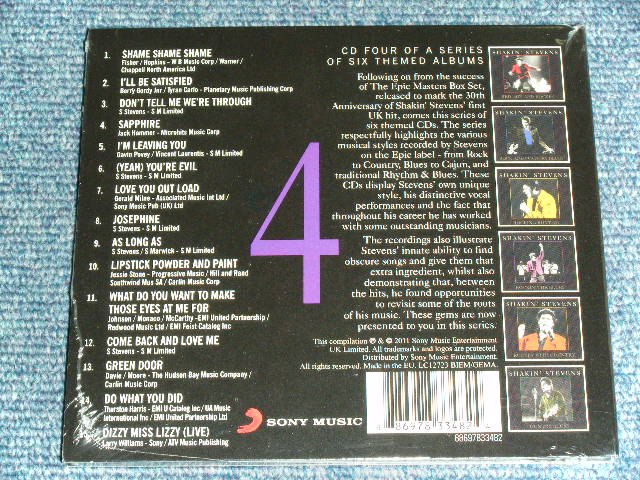 1. SHAME SHAME SHAME
Fisher / Hopkins - W B Music Corp / Warner /
Chappell North America Ltd
2. I'LL BE SATISFIED
Berry Gordy Jnr / Tyran Carlo - Planetary Music Publishing Corp
3. DON'T TELL ME WE'RE THROUGH
S Stevens - S M Limited
4. SAPPHIRE
Jack Hammer - Microhits Music Corp
5. I'M LEAVING YOU
Gavin Povey / Vincent Laurentis - S M Limited
6. (YEAH) YOU'RE EVIL
S Stevens - S M Limited
7. LOVE YOU OUT LOAD
Gerald Milne - Associated Music Int Ltd /
Sony Music Pub (UK) Ltd
8. JOSEPHINE
S Stevens - S M Limited
9. AS LONG AS
S Stevens / S Marwick - S M Limited
10. LIPSTICK POWDER AND PAINT
Jessie Stone - Progressive Music / Hill and Reed
Southwind Mus SA / Carlin Music Corp
11. WHAT DO YOU WANT TO MAKE
THOSE EYES AT ME FOR
Johnson / Monaco / McCarthy - EMI United Partnership /
Redwood Music Ltd / EMI Feist Catalog Inc
12. COME BACK AND LOVE ME
S Stevens - S M Limited
13. GREEN DOOR
Davie / Moore - The Hudson Bay Music Company /
Carlin Music Corp
14. DO WHAT YOU DID
Thurston Harris - EMI U Catalog Inc / UA Music
International Inc / EMI United Partnership Ltd
15. DIZZY MISS LIZZY (LIVE)
Larry Williams - Sony / ATV Music Publishing
4
CD FOUR OF A SERIES
OF SIX THEMED ALBUMS
Following on from the success
of The Epic Masters Box Set,
released to mark the 30th
Anniversary of Shakin' Stevens' first
UK hit, comes this series of
six themed CDs. The series
respectfully highlights the various
musical styles recorded by Stevens
on the Epic label - from Rock
to Country, Blues to Cajun, and
traditional Rhythm & Blues. These
CDs display Stevens' own unique
style, his distinctive vocal
performances and the fact that
throughout his career he has worked
with some outstanding musicians.
The recordings also illustrate
Stevens' innate ability to find
obscure songs and give them that
extra ingredient, whilst also
demonstrating that, between
the hits, he found opportunities
to revisit some of the roots
of his music. These gems are now
presented to you in this series.
This compilation ℗ & © 2011 Sony Music Entertainment
UK Limited. All trademarks and logos are protected.
Distributed by Sony Music Entertainment.
All rights reserved. Made in the EU. LC12723 BIEM/GEMA.
SONY MUSIC
86978 33482
88697833482
SHAKIN' STEVENS
SHAKIN' STEVENS
SHAKIN' STEVENS
SHAKIN' STEVENS
SHAKIN' STEVENS
SHAKIN' STEVENS